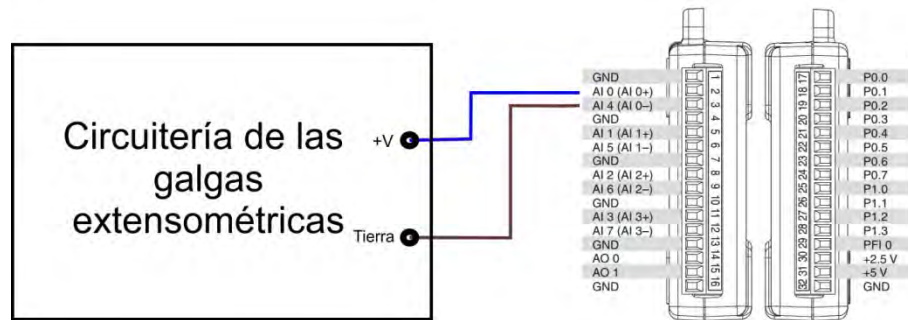 Circuitería de las
galgas
extensométricas
+V
Tierra
GND
AI 0 (AI 0+)
AI 4 (AI 0–)
GND
AI 1 (AI 1+)
AI 5 (AI 1–)
GND
AI 2 (AI 2+)
AI 6 (AI 2–)
GND
AI 3 (AI 3+)
AI 7 (AI 3–)
GND
AO 0
AO 1
GND
1
2
3
4
5
6
7
8
9
10
11
12
13
14
15
16
17
18
19
20
21
22
23
24
25
26
27
28
29
30
31
32
P0.0
P0.1
P0.2
P0.3
P0.4
P0.5
P0.6
P0.7
P1.0
P1.1
P1.2
P1.3
PFI 0
+2.5 V
+5 V
GND